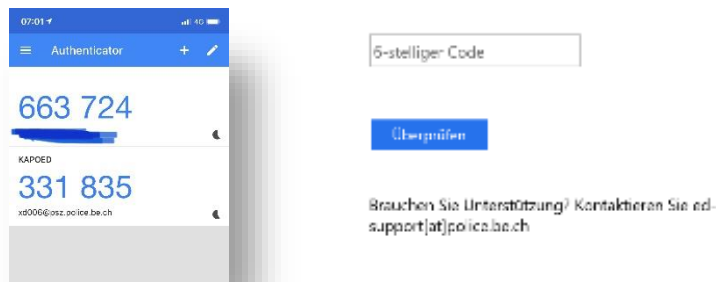 07:01
4G
Authenticator
663 724
KAPOED
331 835
xd006@psz.police.be.ch
6-stelliger Code
Überprüfen
Brauchen Sie Unterstützung? Kontaktieren Sie ed-
support[at]police.be.ch